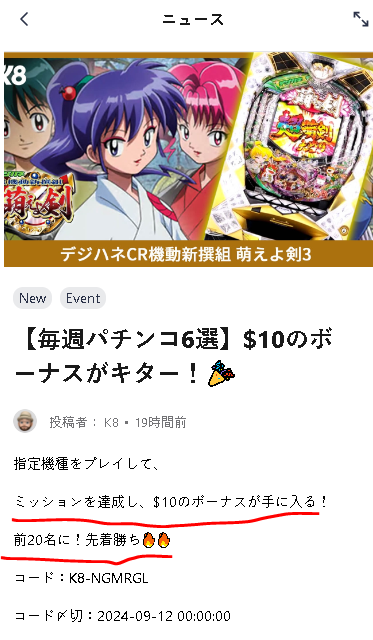 ニュース
K8
萌えよ剣
デジハネCR機動新撰組 萌えよ剣3
New
Event
【毎週パチンコ6選】$10のボ
ーナスがキター！🎉
投稿者： K8 • 19時間前
指定機種をプレイして、
ミッションを達成し、$10のボーナスが手に入る！
前20名に！先着勝ち🔥🔥
コード：K8-NGMRGL
コード〆切：2024-09-12 00:00:00